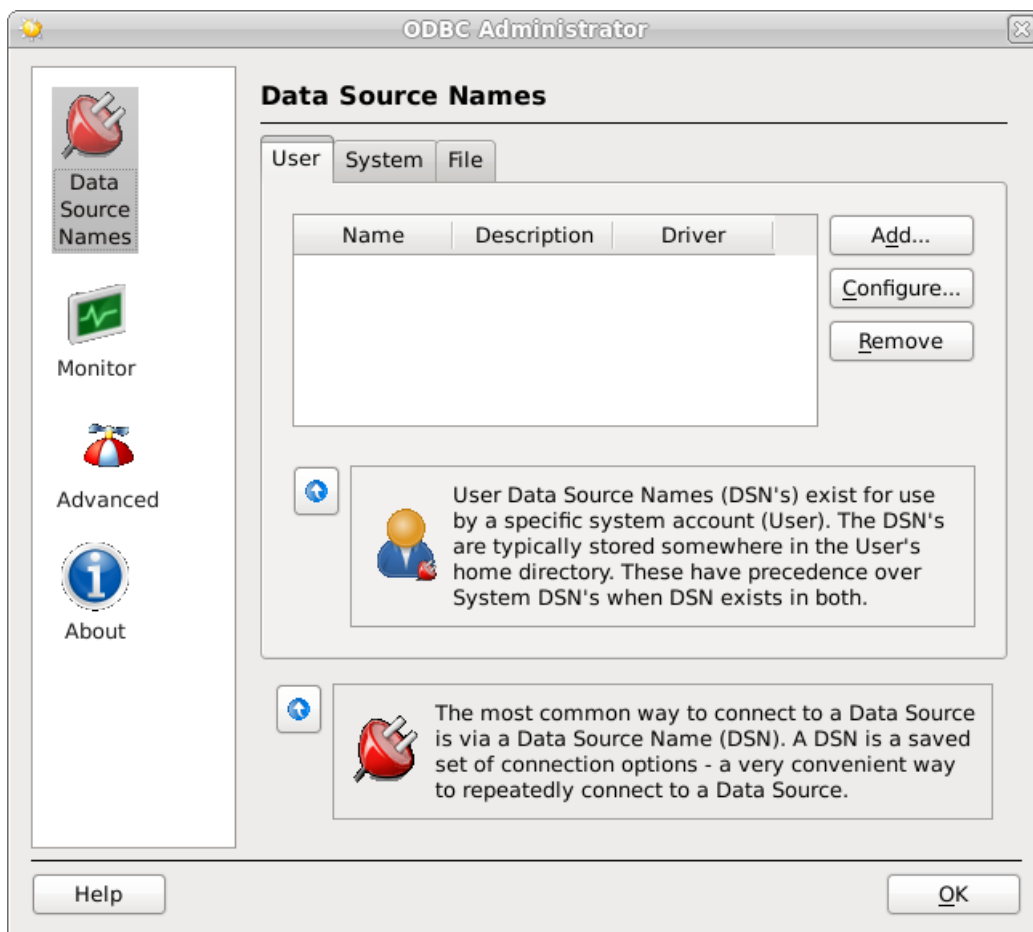 ODBC Administrator
Data
Source
Names
Monitor
Advanced
About
Data Source Names
User System File
Name Description Driver
Add...
Configure...
Remove
User Data Source Names (DSN's) exist for use
by a specific system account (User). The DSN's
are typically stored somewhere in the User's
home directory. These have precedence over
System DSN's when DSN exists in both.
The most common way to connect to a Data Source
is via a Data Source Name (DSN). A DSN is a saved
set of connection options - a very convenient way
to repeatedly connect to a Data Source.
Help
OK